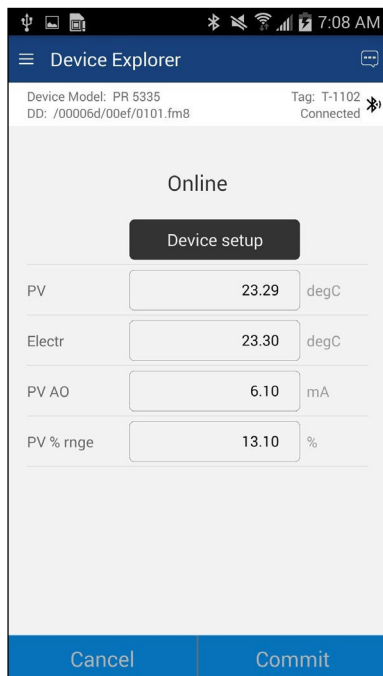 7:08 AM
Device Explorer
Device Model: PR 5335
Tag: T-1102
DD: /00006d/00ef/0101.fm8
Connected
Online
Device setup
PV 23.29 degC
Electr 23.30 degC
PV AO 6.10 mA
PV % rnge 13.10 %
Cancel Commit